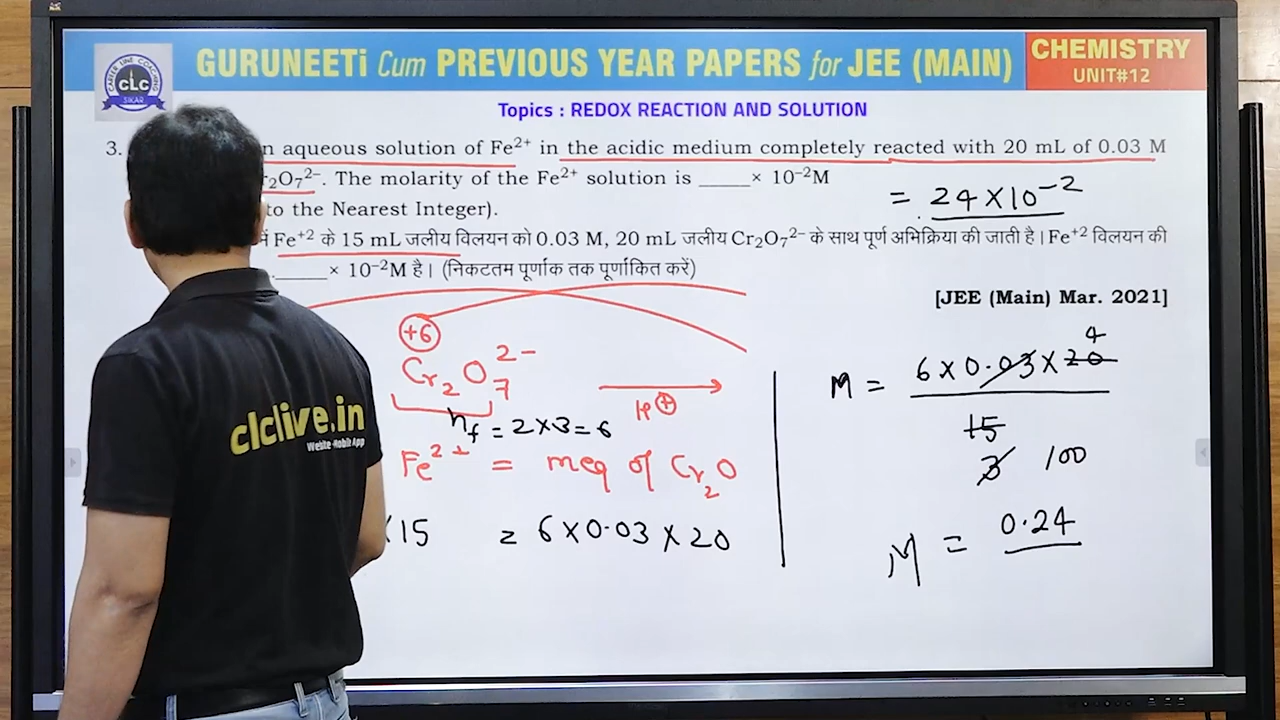 GURUNEETi Cum PREVIOUS YEAR PAPERS for JEE (MAIN)
CHEMISTRY
UNIT#12
CAREER LINE COACHING
CLC
SIKAR
Topics : REDOX REACTION AND SOLUTION
3. n aqueous solution of Fe²⁺ in the acidic medium completely reacted with 20 mL of 0.03 M
r₂O₇²⁻. The molarity of the Fe²⁺ solution is _____× 10⁻²M
= 24×10⁻²
to the Nearest Integer).
में Fe⁺² के 15 mL जलीय विलयन को 0.03 M, 20 mL जलीय Cr₂O₇²⁻ के साथ पूर्ण अभिक्रिया की जाती है। Fe⁺² विलयन की
._____× 10⁻²M है। (निकटतम पूर्णांक तक पूर्णांकित करें)
[JEE (Main) Mar. 2021]
+6
Cr₂O₇²⁻
H⊕
n_f = 2×3=6
Fe²⁺ = meq of Cr₂O
×15 = 6×0.03×20
M = 6×0.03×20
4
15
3 100
M = 0.24
clclive.in
Website·Mobile App